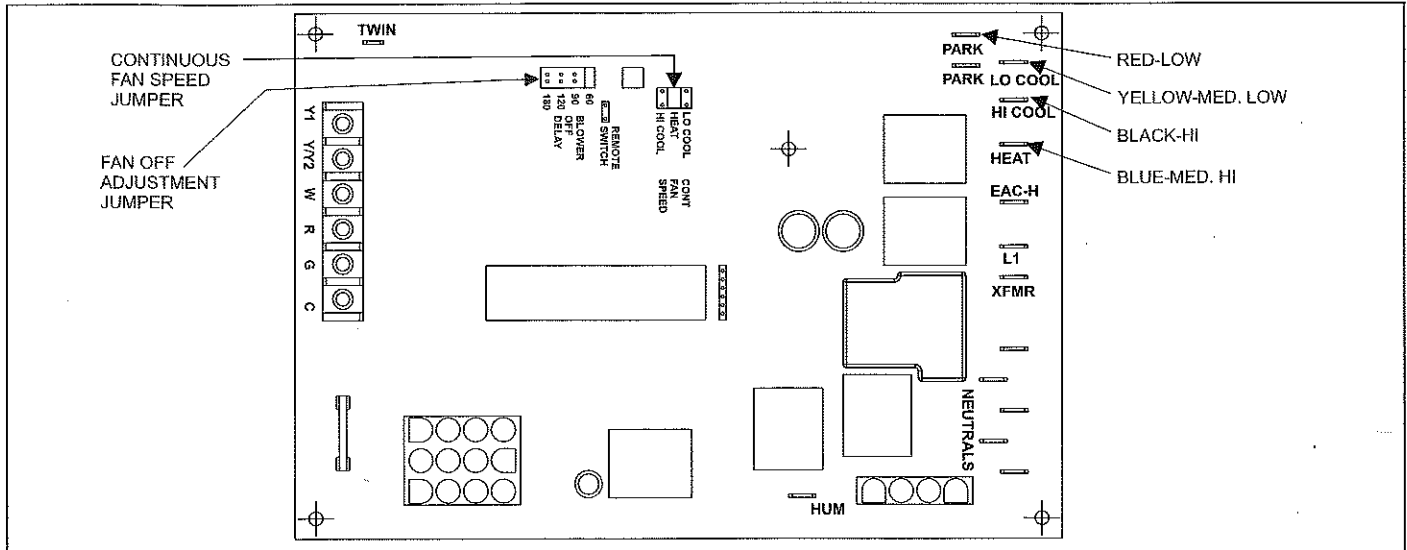 TWIN
CONTINUOUS
FAN SPEED
JUMPER
FAN OFF
ADJUSTMENT
JUMPER
180
120
90
60
BLOWER
OFF
DELAY
REMOTE
SWITCH
HI COOL
HEAT
LO COOL
CONT
FAN
SPEED
Y1
Y/Y2
W
R
G
C
PARK
PARK
LO COOL
HI COOL
HEAT
EAC-H
L1
XFMR
NEUTRALS
HUM
RED-LOW
YELLOW-MED. LOW
BLACK-HI
BLUE-MED. HI